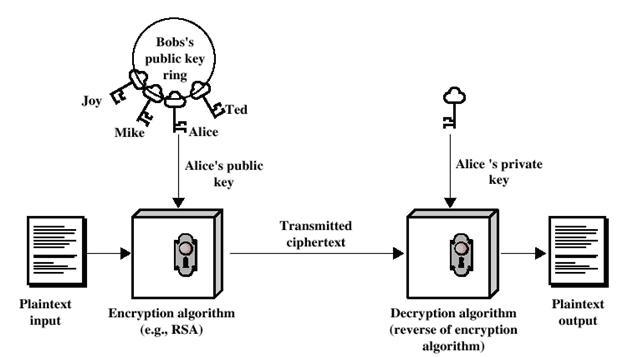 Bobs's
public key
ring
Joy
Mike
Alice
Ted
Alice's public
key
Alice 's private
key
Transmitted
ciphertext
Plaintext
input
Encryption algorithm
(e.g., RSA)
Decryption algorithm
(reverse of encryption
algorithm)
Plaintext
output